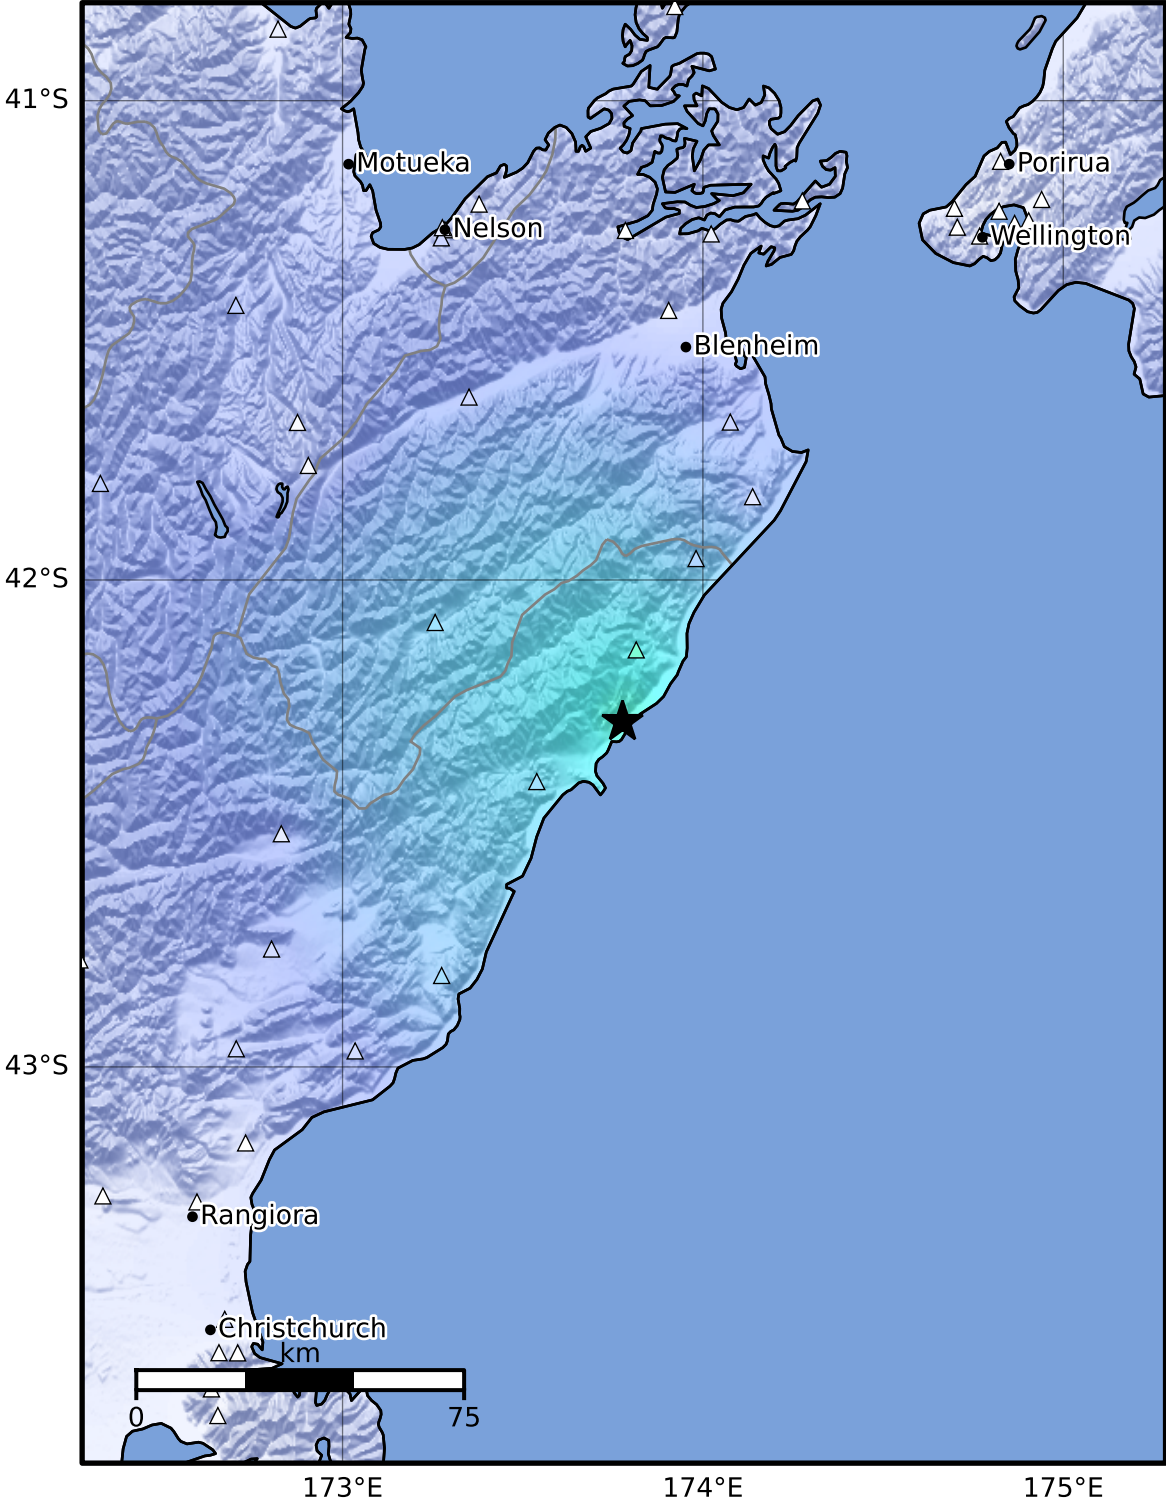 41°S
Motueka
Porirua
Nelson
Wellington
Blenheim
42°S
43°S
Rangiora
Christchurch
km
0 75
173°E 174°E 175°E